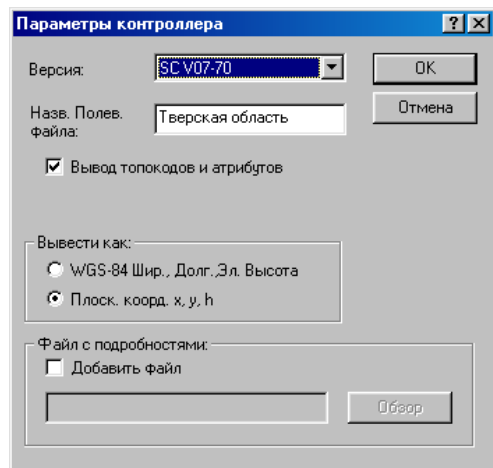 Параметры контроллера
Версия:
SC V07-70
OK
Назв. Полев.
файла:
Тверская область
Отмена
Вывод топокодов и атрибутов
Вывести как:
WGS-84 Шир., Долг.,Эл. Высота
Плоск. коорд. x, y, h
Файл с подробностями:
Добавить файл
Обзор